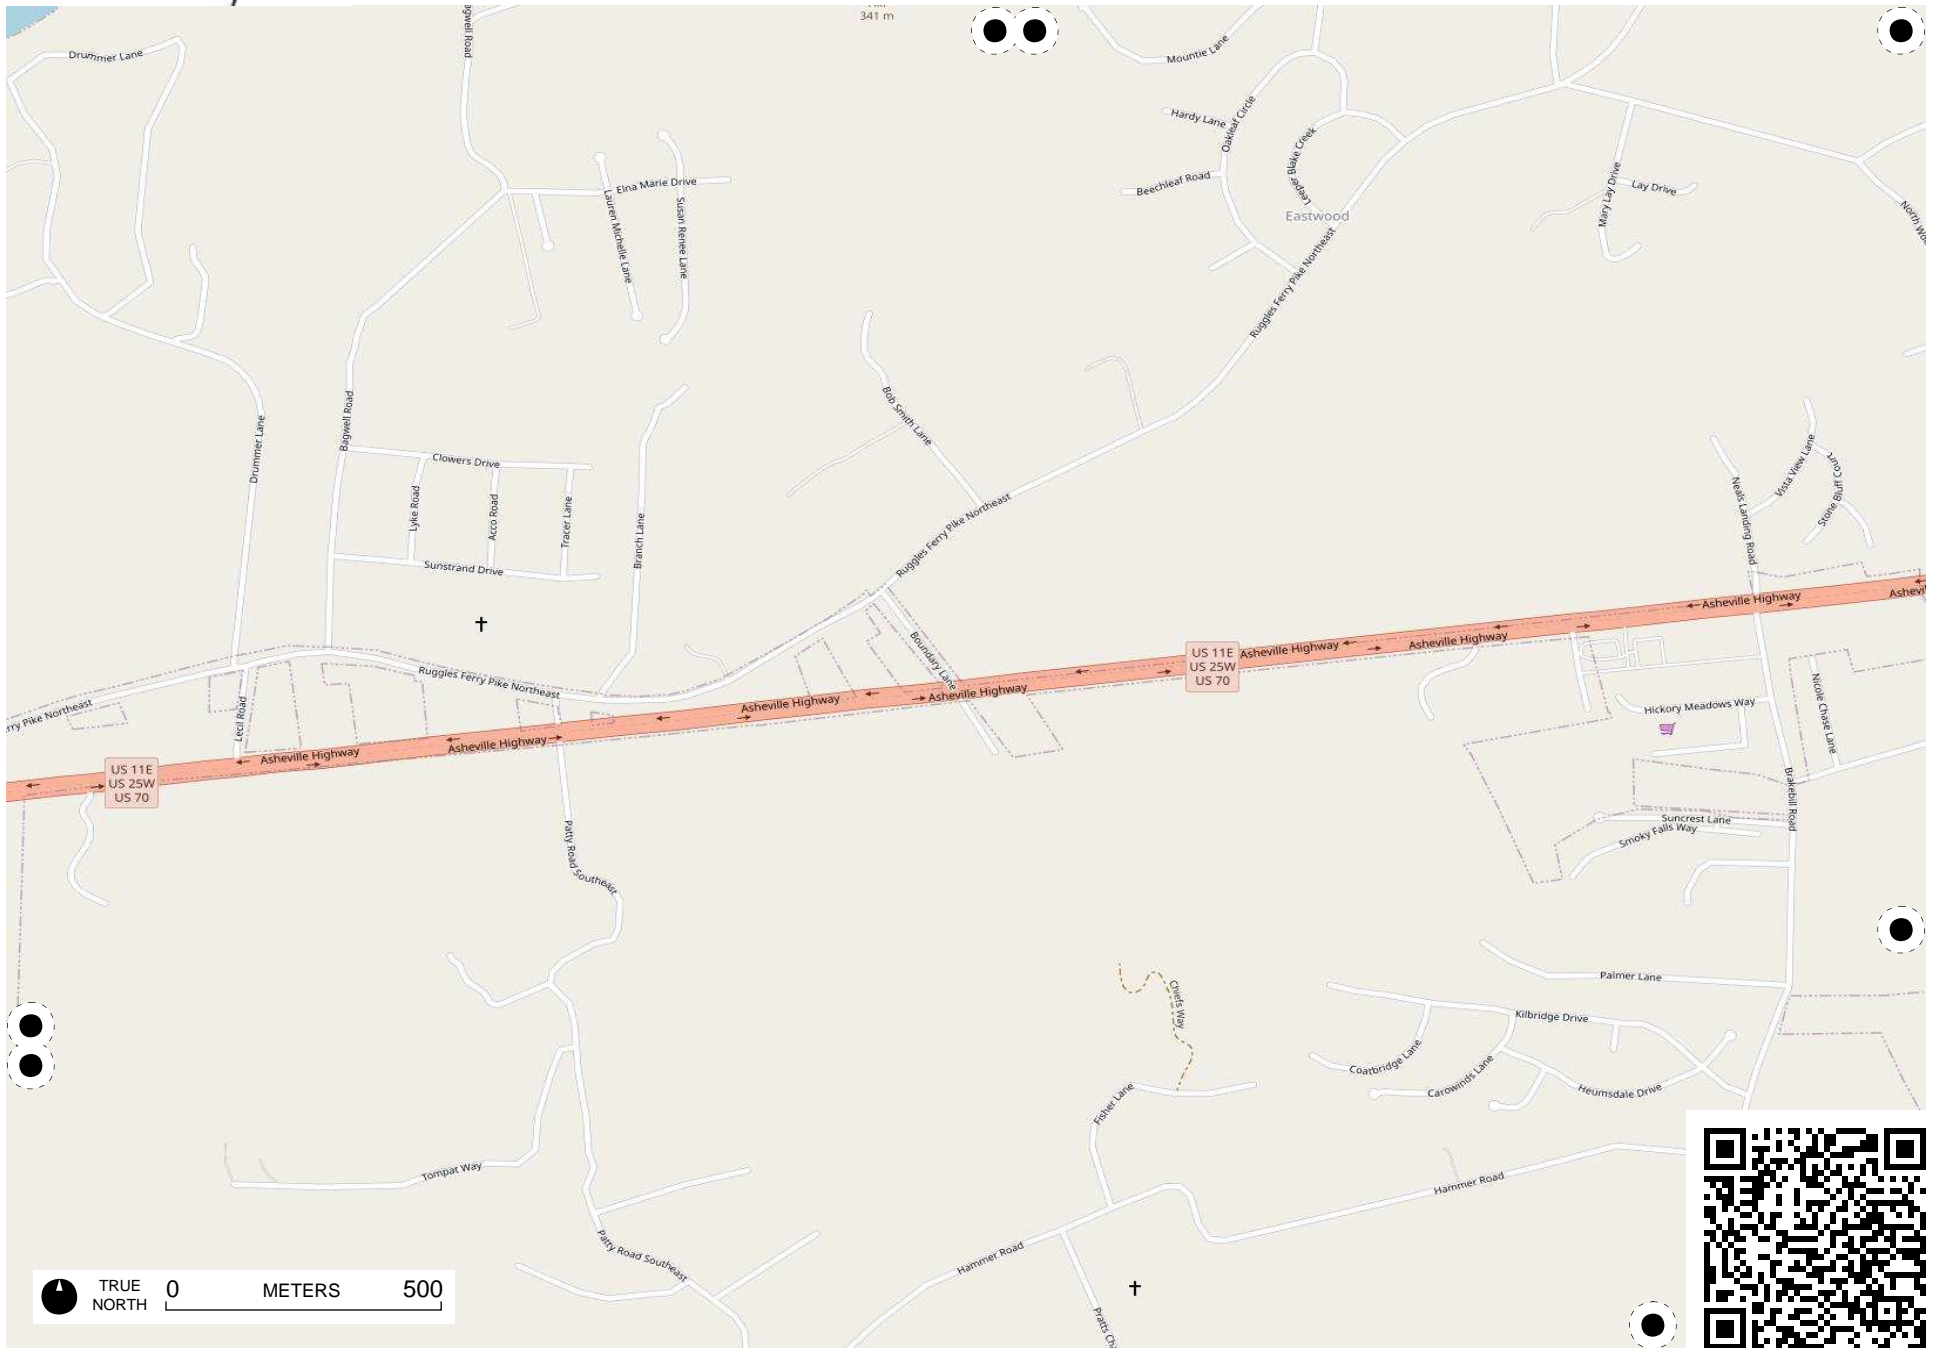 341 m
Drummer Lane
Bagwell Road
Mountie Lane
Hardy Lane
Oakleaf Circle
Leeper Blake Creek
Beechleaf Road
Eastwood
Mary Lay Drive
Lay Drive
Elna Marie Drive
Lauren Michelle Lane
Susan Renee Lane
Ruggles Ferry Pike Northeast
Bob Smith Lane
Drummer Lane
Bagwell Road
Clowers Drive
Lyke Road
Acco Road
Tracer Lane
Sunstrand Drive
Branch Lane
Ruggles Ferry Pike Northeast
Neals Landing Road
Vista View Lane
Stone Bluff Court
Boundary Lane
Ruggles Ferry Pike Northeast
rry Pike Northeast
Lecil Road
US 11E
US 25W
US 70
Asheville Highway
Asheville Highway
Asheville Highway
Asheville Highway
US 11E
US 25W
US 70
Asheville Highway
Asheville Highway
Asheville Highway
Hickory Meadows Way
Nicole Chase Lane
Brakebill Road
Suncrest Lane
Smoky Falls Way
Patty Road Southeast
Palmer Lane
Kilbridge Drive
Coatbridge Lane
Carowinds Lane
Heurnsdale Drive
Chiefs Way
Fisher Lane
Tompat Way
Hammer Road
Patty Road Southeast
Hammer Road
TRUE NORTH
0 METERS 500